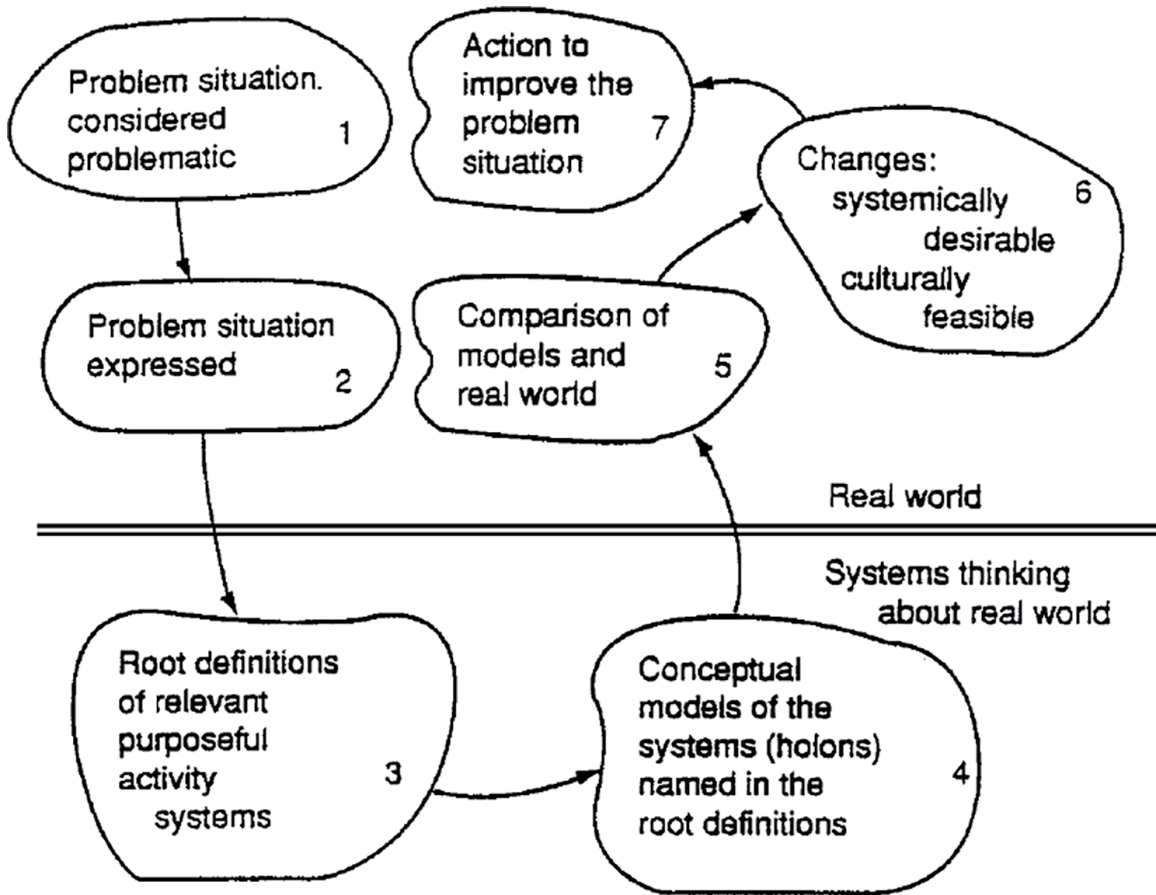 Problem situation.
considered
problematic
1
Action to
improve the
problem
situation
7
Changes:
systemically
desirable
culturally
feasible
6
Problem situation
expressed
2
Comparison of
models and
real world
5
Real world
Systems thinking
about real world
Root definitions
of relevant
purposeful
activity
systems
3
Conceptual
models of the
systems (holons)
named in the
root definitions
4